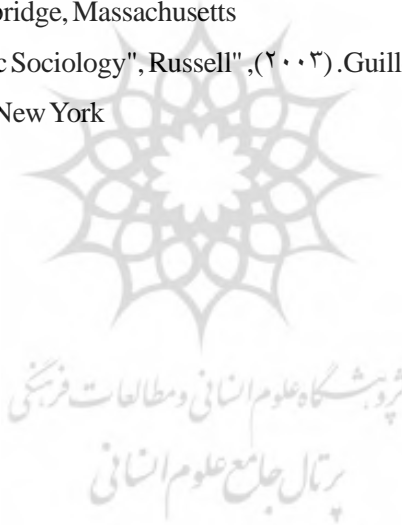 bridge, Massachusetts
c Sociology", Russell" ,(۲۰۰۳) .Guill
New York
پژوهشگاه علوم انسانی و مطالعات فرهنگی
پرتال جامع علوم انسانی